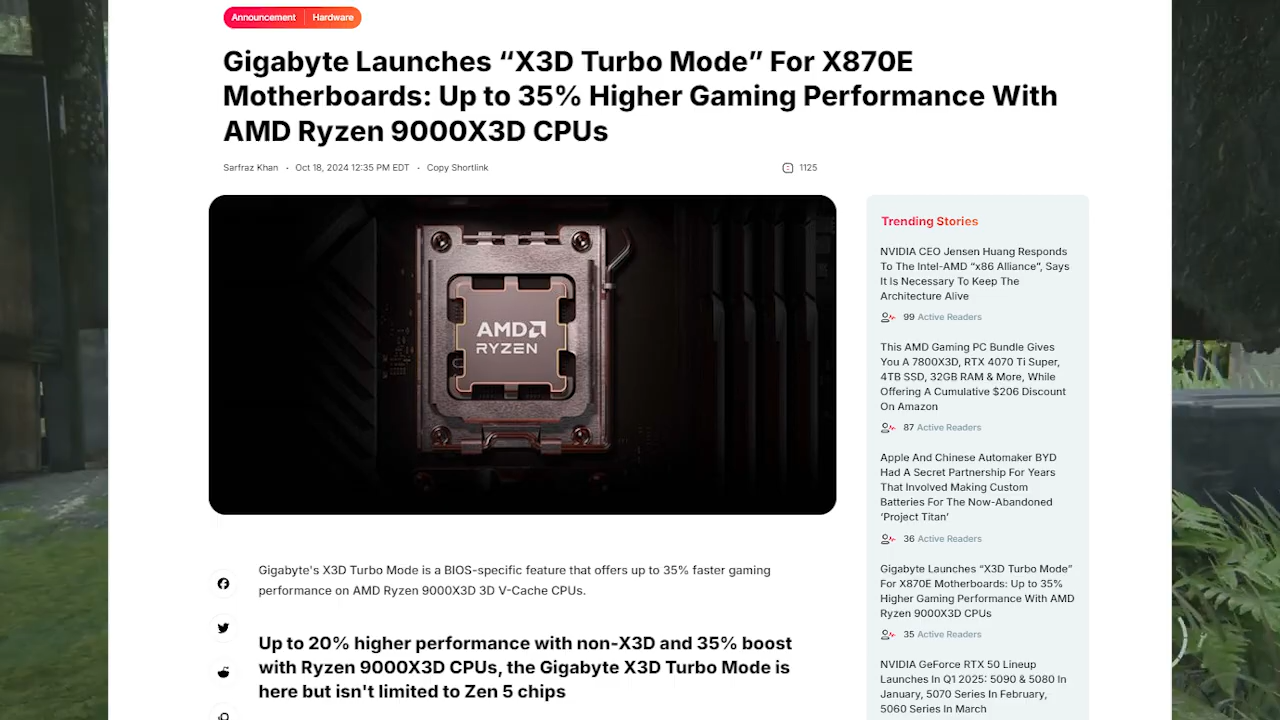 Announcement Hardware
Gigabyte Launches “X3D Turbo Mode” For X870E
Motherboards: Up to 35% Higher Gaming Performance With
AMD Ryzen 9000X3D CPUs
Sarfraz Khan • Oct 18, 2024 12:35 PM EDT • Copy Shortlink
1125
AMD
RYZEN
Gigabyte's X3D Turbo Mode is a BIOS-specific feature that offers up to 35% faster gaming
performance on AMD Ryzen 9000X3D 3D V-Cache CPUs.
Up to 20% higher performance with non-X3D and 35% boost
with Ryzen 9000X3D CPUs, the Gigabyte X3D Turbo Mode is
here but isn't limited to Zen 5 chips
Trending Stories
NVIDIA CEO Jensen Huang Responds
To The Intel-AMD “x86 Alliance”, Says
It Is Necessary To Keep The
Architecture Alive
99 Active Readers
This AMD Gaming PC Bundle Gives
You A 7800X3D, RTX 4070 Ti Super,
4TB SSD, 32GB RAM & More, While
Offering A Cumulative $206 Discount
On Amazon
87 Active Readers
Apple And Chinese Automaker BYD
Had A Secret Partnership For Years
That Involved Making Custom
Batteries For The Now-Abandoned
‘Project Titan’
36 Active Readers
Gigabyte Launches “X3D Turbo Mode”
For X870E Motherboards: Up to 35%
Higher Gaming Performance With AMD
Ryzen 9000X3D CPUs
35 Active Readers
NVIDIA GeForce RTX 50 Lineup
Launches In Q1 2025: 5090 & 5080 In
January, 5070 Series In February,
5060 Series In March